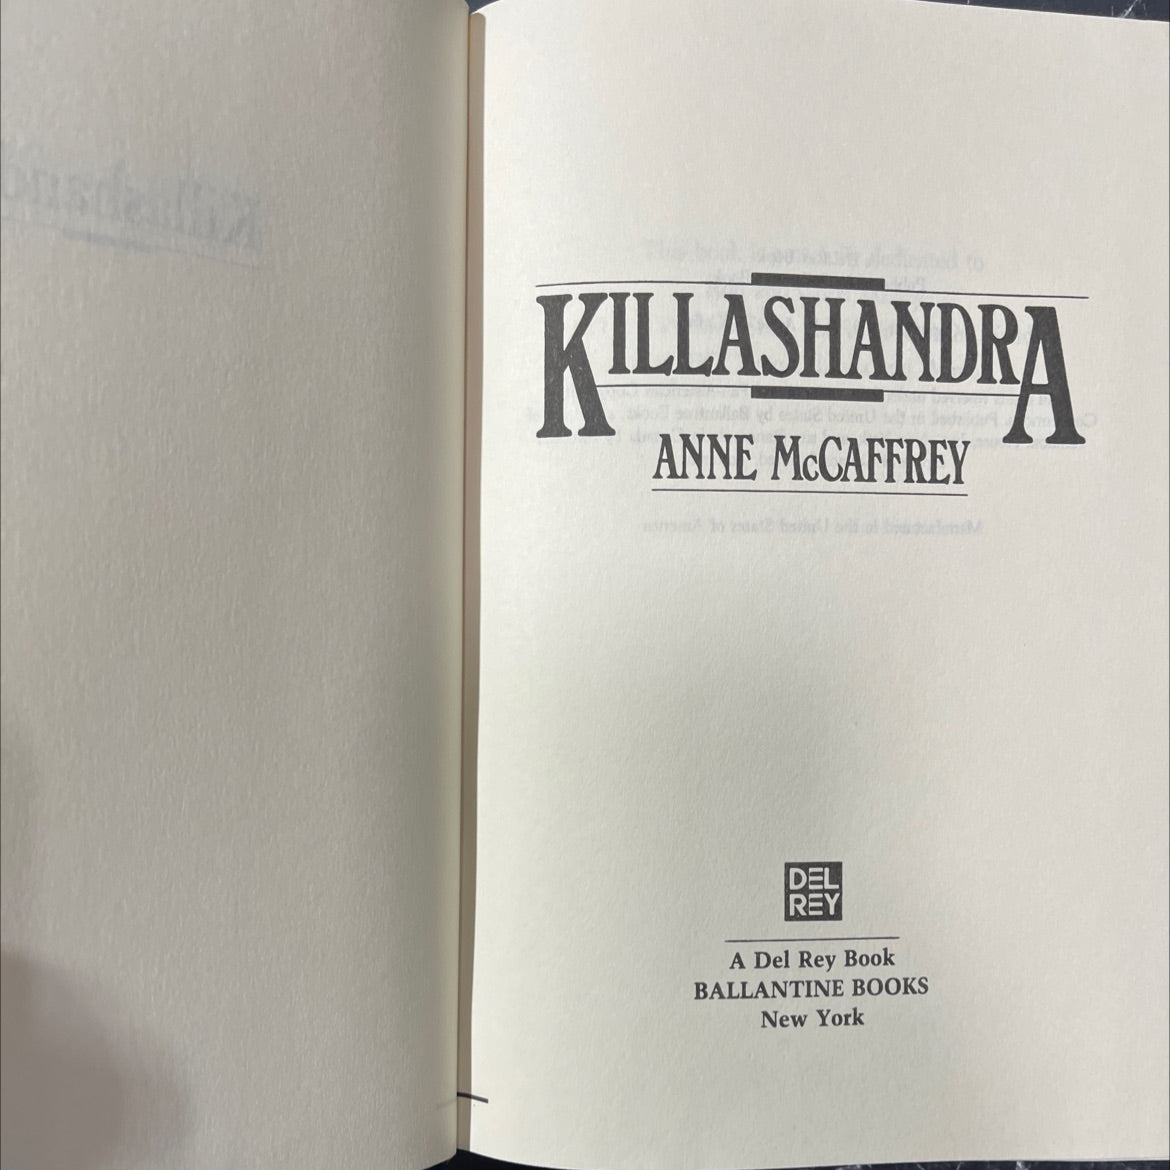 KILLASHANDRA
ANNE McCAFFREY
DEL
REY
A Del Rey Book
BALLANTINE BOOKS
New York